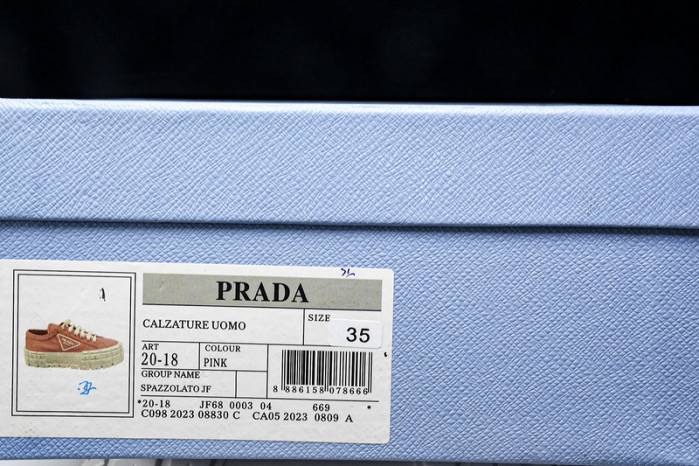 PRADA
CALZATURE UOMO
SIZE
35
ART
20-18
COLOUR
PINK
GROUP NAME
SPAZZOLATO JF
8 886158 078666
*20-18 JF68 0003 04 669 *
C098 2023 08830 C CA05 2023 0809 A